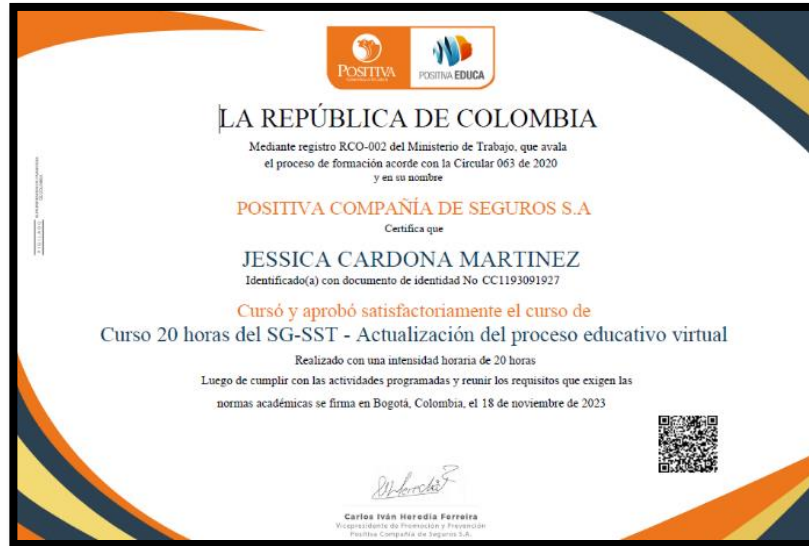 POSITIVA
POSITIVA EDUCA
LA REPÚBLICA DE COLOMBIA
Mediante registro RCO-002 del Ministerio de Trabajo, que avala
el proceso de formación acorde con la Circular 063 de 2020
y en su nombre
POSITIVA COMPAÑÍA DE SEGUROS S.A
Certifica que
JESSICA CARDONA MARTINEZ
Identificado(a) con documento de identidad No CC1193091927
Cursó y aprobó satisfactoriamente el curso de
Curso 20 horas del SG-SST - Actualización del proceso educativo virtual
Realizado con una intensidad horaria de 20 horas
Luego de cumplir con las actividades programadas y reunir los requisitos que exigen las
normas académicas se firma en Bogotá, Colombia, el 18 de noviembre de 2023
Carlos Iván Heredia Ferreira
Vicepresidente de Promoción y Prevención
Positiva Compañía de Seguros S.A.